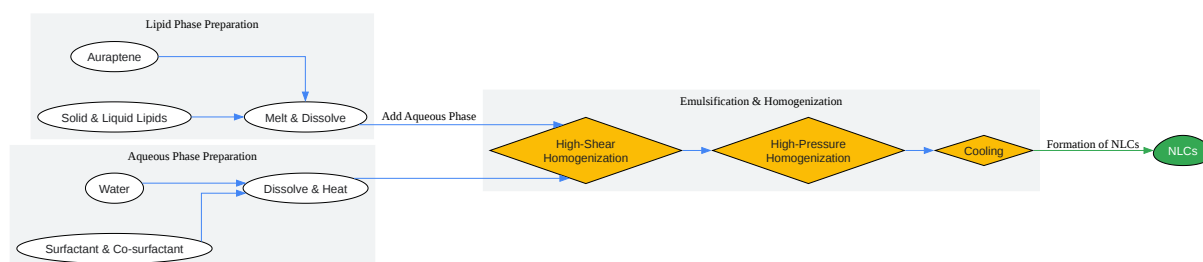 Lipid Phase Preparation
Auraptene
Solid & Liquid Lipids
Melt & Dissolve
Add Aqueous Phase
Aqueous Phase Preparation
Water
Dissolve & Heat
Surfactant & Co-surfactant
Emulsification & Homogenization
High-Shear
Homogenization
High-Pressure
Homogenization
Cooling
Formation of NLCs
NLCs